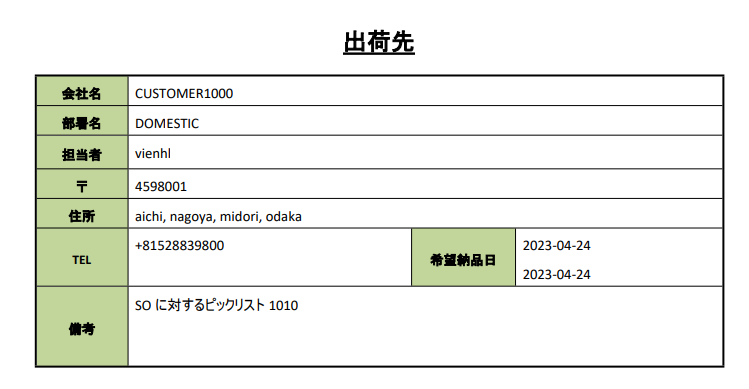 出荷先
会社名 CUSTOMER1000
部署名 DOMESTIC
担当者 vienhl
〒 4598001
住所 aichi, nagoya, midori, odaka
TEL +81528839800 希望納品日 2023-04-24
2023-04-24
備考 SO に対するピックリスト 1010